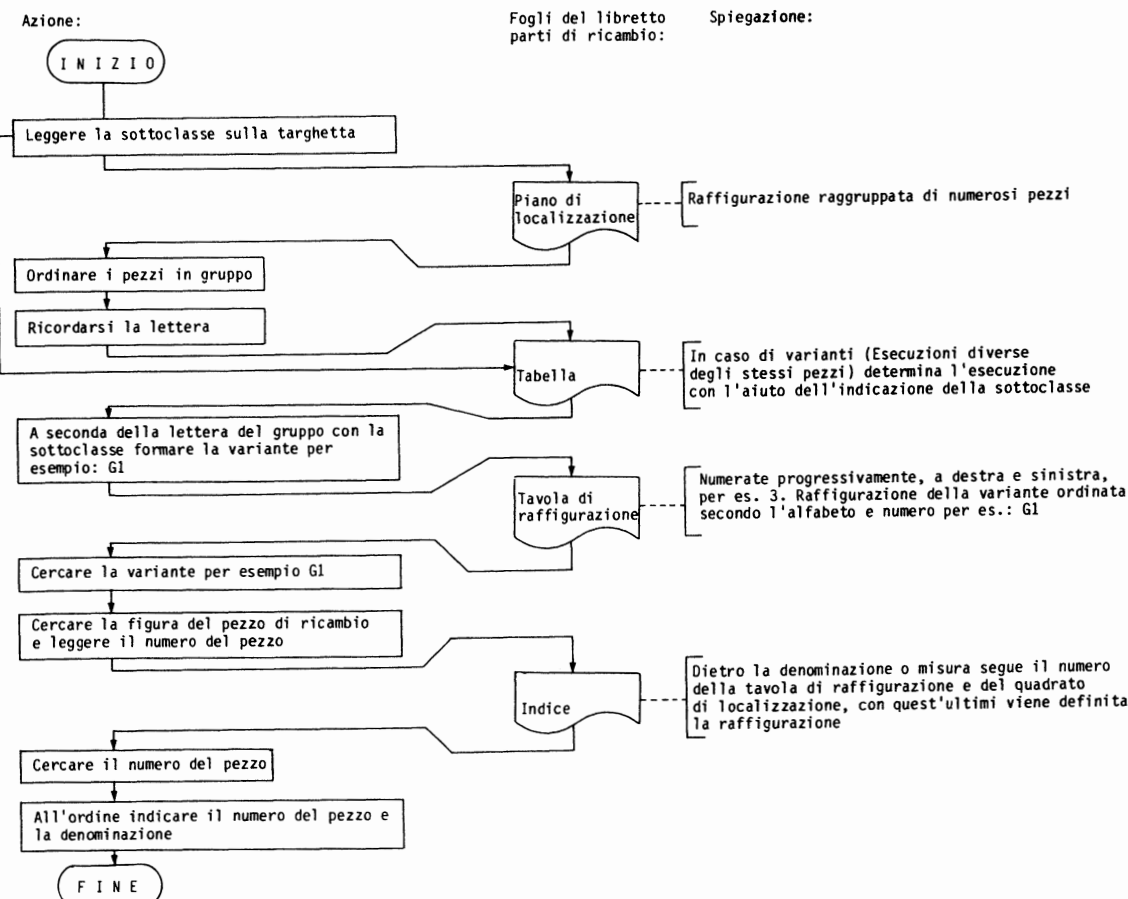 Azione:
Fogli del libretto
parti di ricambio:
Spiegazione:
I N I Z I O
Leggere la sottoclasse sulla targhetta
Piano di
localizzazione
Raffigurazione raggruppata di numerosi pezzi
Ordinare i pezzi in gruppo
Ricordarsi la lettera
Tabella
In caso di varianti (Esecuzioni diverse
degli stessi pezzi) determina l'esecuzione
con l'aiuto dell'indicazione della sottoclasse
A seconda della lettera del gruppo con la
sottoclasse formare la variante per
esempio: G1
Tavola di
raffigurazione
Numerate progressivamente, a destra e sinistra,
per es. 3. Raffigurazione della variante ordinata
secondo l'alfabeto e numero per es.: G1
Cercare la variante per esempio G1
Cercare la figura del pezzo di ricambio
e leggere il numero del pezzo
Indice
Dietro la denominazione o misura segue il numero
della tavola di raffigurazione e del quadrato
di localizzazione, con quest'ultimi viene definita
la raffigurazione
Cercare il numero del pezzo
All'ordine indicare il numero del pezzo e
la denominazione
F I N E